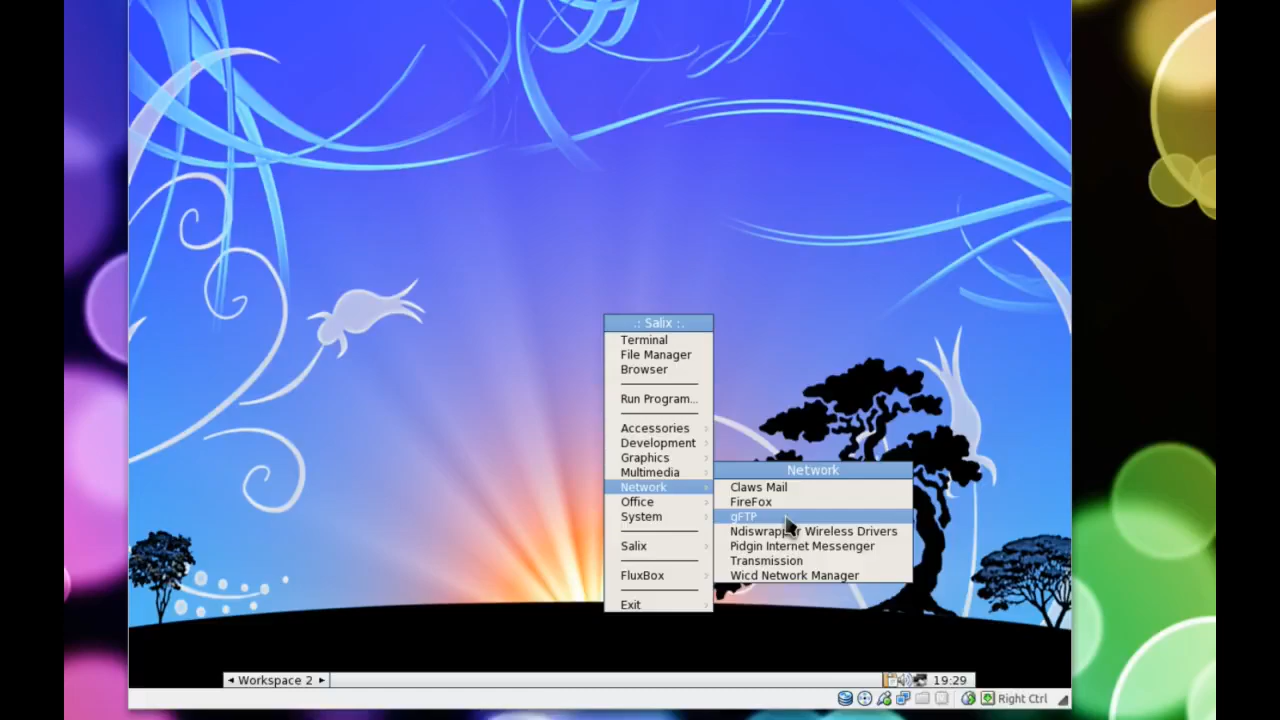 .: Salix :.
Terminal
File Manager
Browser
Run Program...
Accessories
Development
Graphics
Multimedia
Network
Office
System
Salix
FluxBox
Exit
Network
Claws Mail
FireFox
gFTP
Ndiswrapper Wireless Drivers
Pidgin Internet Messenger
Transmission
Wicd Network Manager
Workspace 2
19:29
Right Ctrl